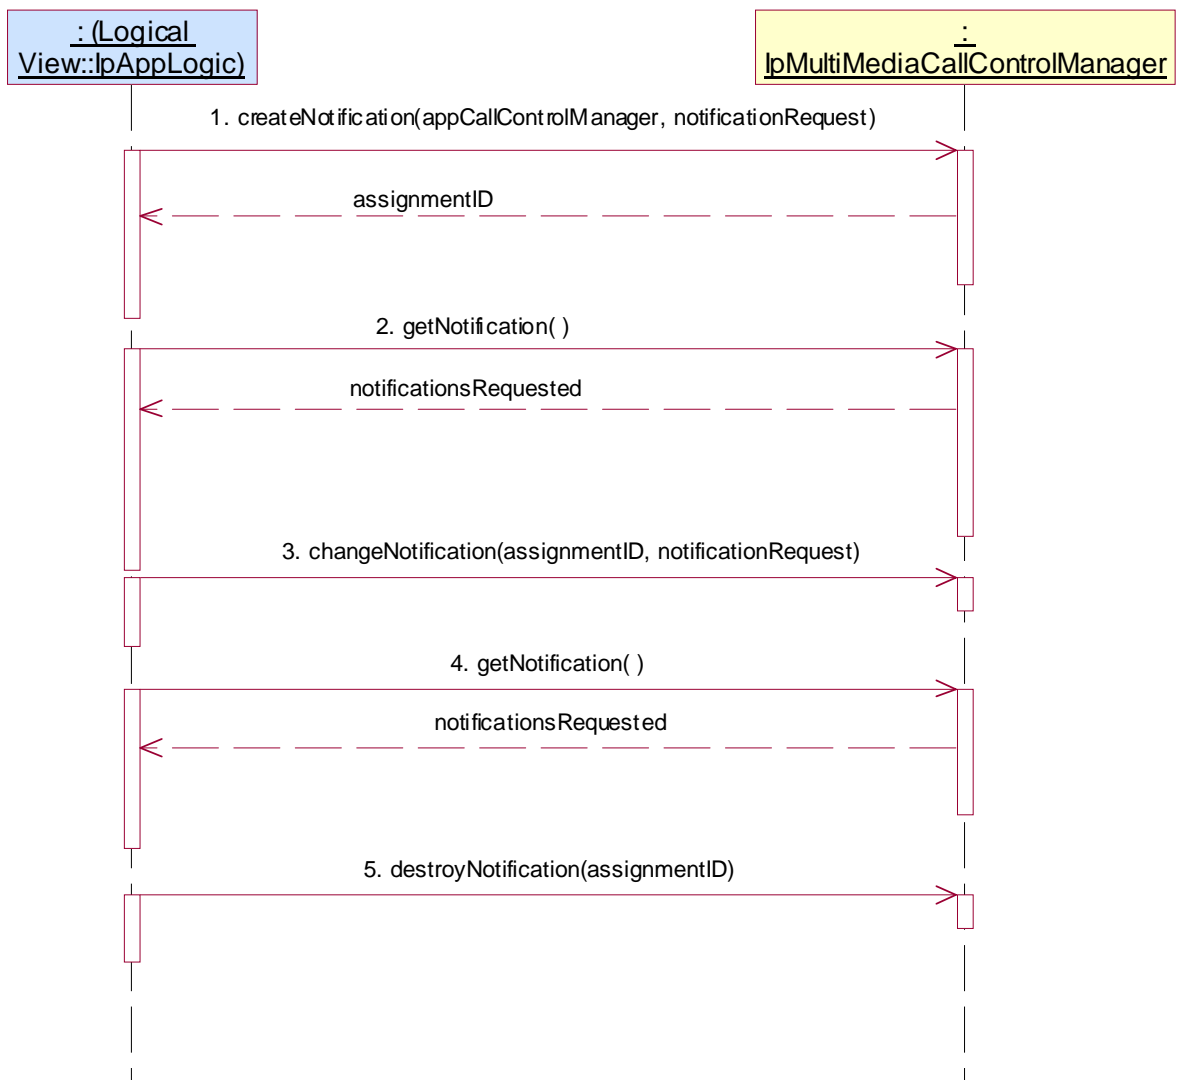 : (Logical
View::IpAppLogic)
:
IpMultiMediaCallControlManager
1. createNotification(appCallControlManager, notificationRequest)
assignmentID
2. getNotification( )
notificationsRequested
3. changeNotification(assignmentID, notificationRequest)
4. getNotification( )
notificationsRequested
5. destroyNotification(assignmentID)